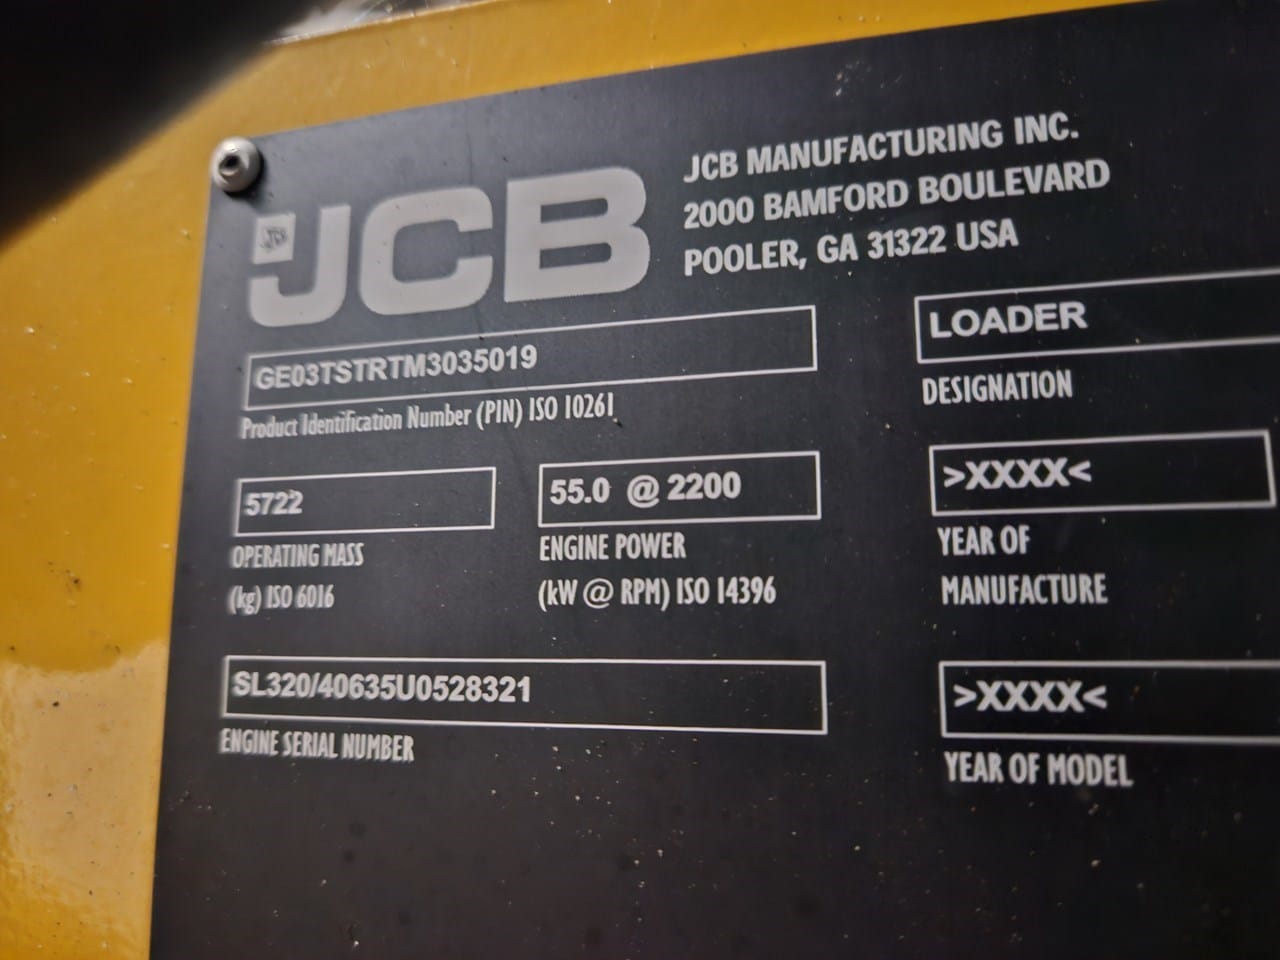 JCB
JCB MANUFACTURING INC.
2000 BAMFORD BOULEVARD
POOLER, GA 31322 USA
GE03TSTRTM3035019
Product Identification Number (PIN) ISO 10261
LOADER
DESIGNATION
5722
OPERATING MASS
(kg) ISO 6016
55.0 @ 2200
ENGINE POWER
(kW @ RPM) ISO 14396
>XXXX<
YEAR OF
MANUFACTURE
SL320/40635U0528321
ENGINE SERIAL NUMBER
>XXXX<
YEAR OF MODEL